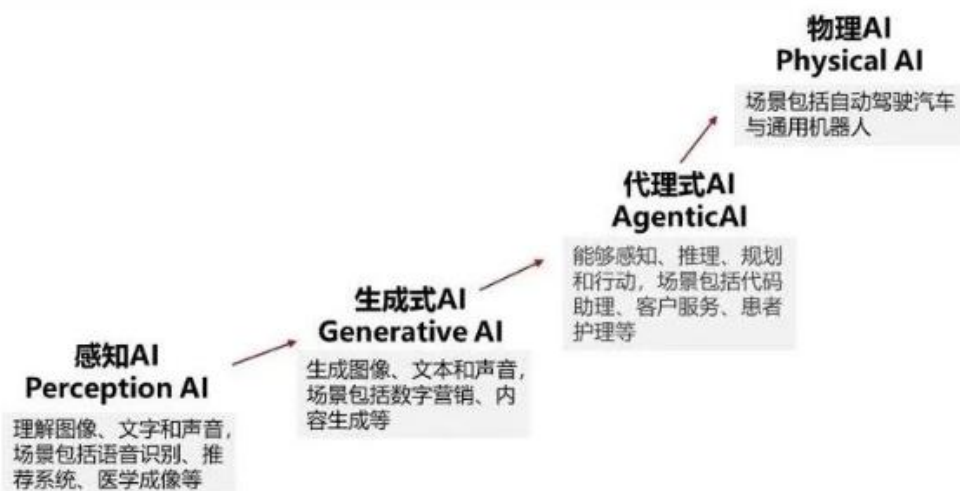 物理AI
Physical AI
场景包括自动驾驶汽车
与通用机器人
代理式AI
AgenticAI
能够感知、推理、规划
和行动，场景包括代码
助理、客户服务、患者
护理等
生成式AI
Generative AI
生成图像、文本和声音，
场景包括数字营销、内
容生成等
感知AI
Perception AI
理解图像、文字和声音，
场景包括语音识别、推
荐系统、医学成像等